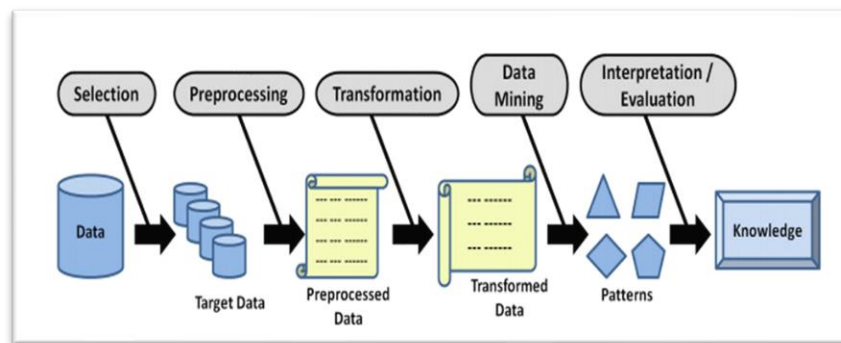 Selection
Preprocessing
Transformation
Data
Mining
Interpretation /
Evaluation
Data
Knowledge
Target Data
Preprocessed
Data
Transformed
Data
Patterns